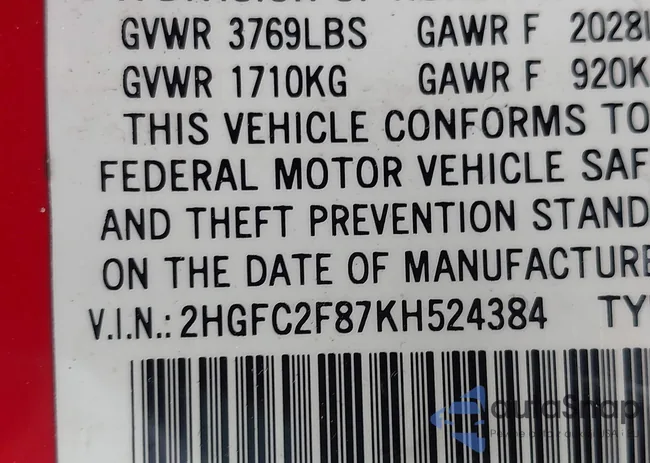 GVWR 3769LBS GAWR F 2028
GVWR 1710KG GAWR F 920K
THIS VEHICLE CONFORMS TO
FEDERAL MOTOR VEHICLE SAF
AND THEFT PREVENTION STAND
ON THE DATE OF MANUFACTURE
V.I.N.: 2HGFC2F87KH524384 TY
autoSnap